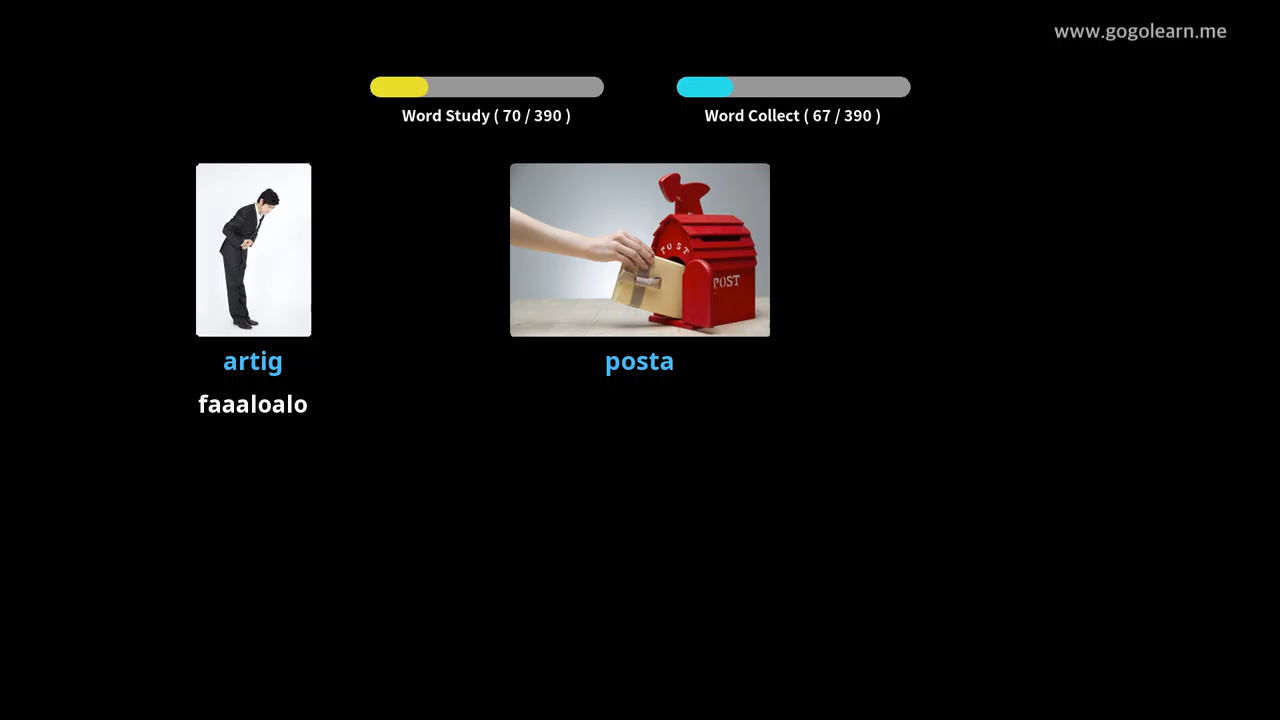 www.gogolearn.me
Word Study ( 70 / 390 )
Word Collect ( 67 / 390 )
POST
POST
artig
posta
faaaloalo